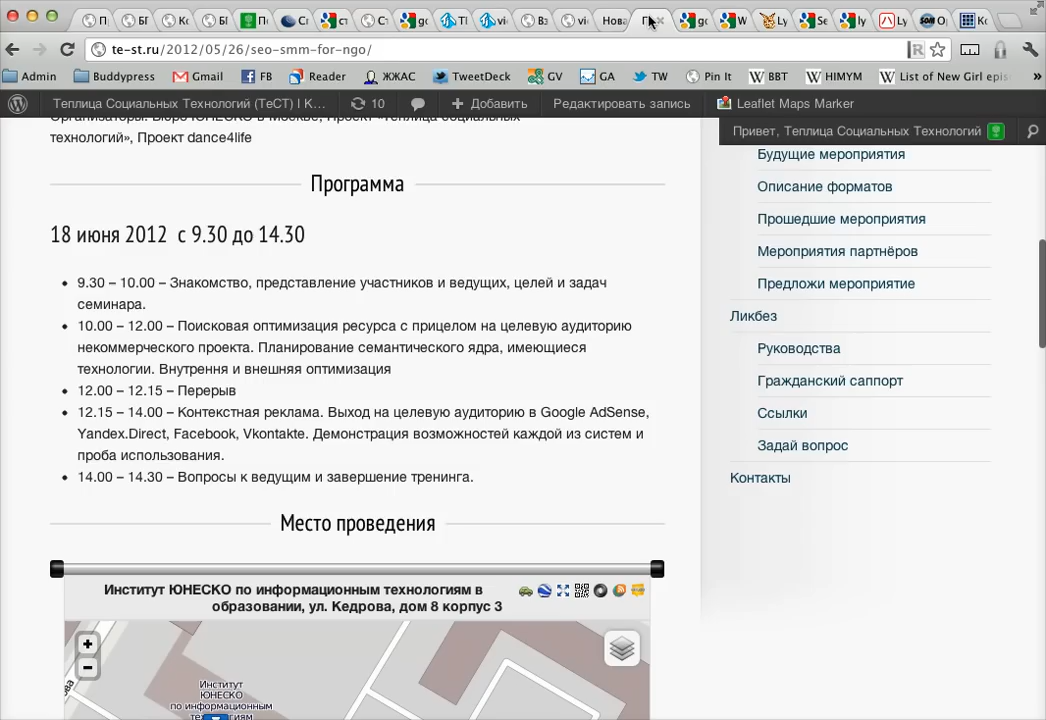 te-st.ru/2012/05/26/seo-smm-for-ngo/
Admin Buddypress Gmail FB Reader ЖЖАС TweetDeck GV GA TW Pin It BBT HIMYM List of New Girl epis »
Теплица Социальных Технологий (ТеСТ) | К... 10 Добавить Редактировать запись Leaflet Maps Marker
Привет, Теплица Социальных Технологий
технологий», Проект dance4life
Программа
18 июня 2012 с 9.30 до 14.30
• 9.30 – 10.00 – Знакомство, представление участников и ведущих, целей и задач
семинара.
• 10.00 – 12.00 – Поисковая оптимизация ресурса с прицелом на целевую аудиторию
некоммерческого проекта. Планирование семантического ядра, имеющиеся
технологии. Внутрення и внешняя оптимизация
• 12.00 – 12.15 – Перерыв
• 12.15 – 14.00 – Контекстная реклама. Выход на целевую аудиторию в Google AdSense,
Yandex.Direct, Facebook, Vkontakte. Демонстрация возможностей каждой из систем и
проба использования.
• 14.00 – 14.30 – Вопросы к ведущим и завершение тренинга.
Место проведения
Институт ЮНЕСКО по информационным технологиям в
образовании, ул. Кедрова, дом 8 корпус 3
+
−
Институт
ЮНЕСКО
по информационным
Будущие мероприятия
Описание форматов
Прошедшие мероприятия
Мероприятия партнёров
Предложи мероприятие
Ликбез
Руководства
Гражданский саппорт
Ссылки
Задай вопрос
Контакты